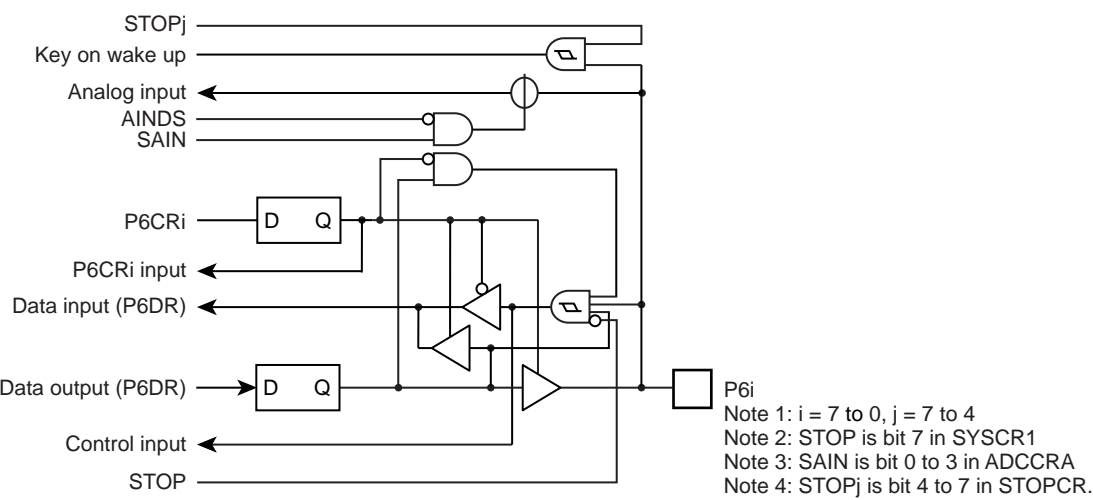 STOPj
Key on wake up
Analog input
AINDS
SAIN
P6CRi
D Q
P6CRi input
Data input (P6DR)
Data output (P6DR)
D Q
Control input
STOP
P6i
Note 1: i = 7 to 0, j = 7 to 4
Note 2: STOP is bit 7 in SYSCR1
Note 3: SAIN is bit 0 to 3 in ADCCRA
Note 4: STOPj is bit 4 to 7 in STOPCR.